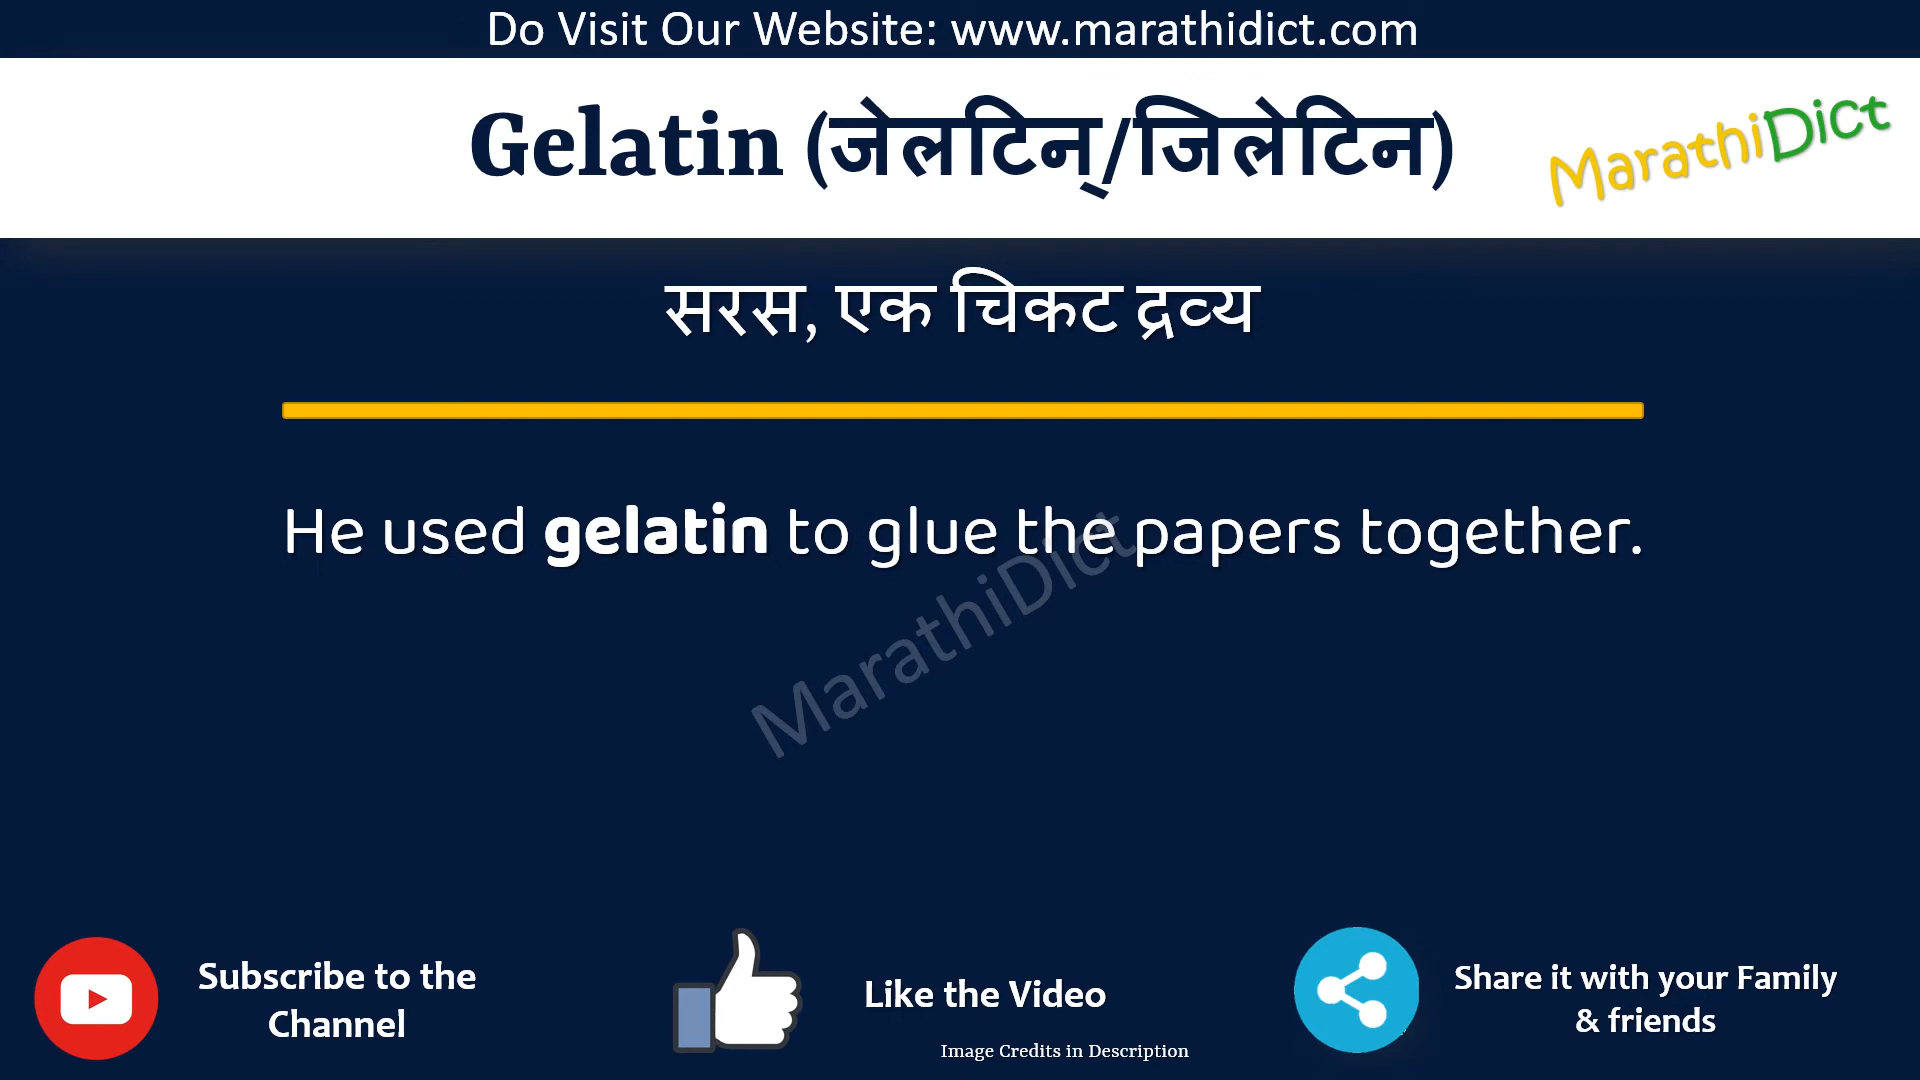 Do Visit Our Website: www.marathidict.com
Gelatin (जेलटिन्/जिलेटिन)
MarathiDict
सरस, एक चिकट द्रव्य
He used gelatin to glue the papers together.
MarathiDict
Subscribe to the
Channel
Like the Video
Share it with your Family
& friends
Image Credits in Description